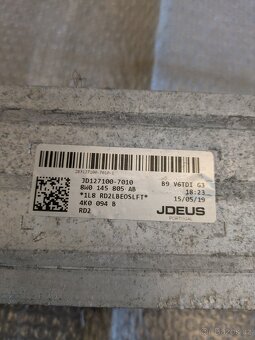 JD127100-7010
8W0 145 805 AB
*1L8 RD2LBEOSLFT*
4K0 094 B
RD2
B9 V6TDI G3
18:23
15/05/19
JDEUS
PORTUGAL